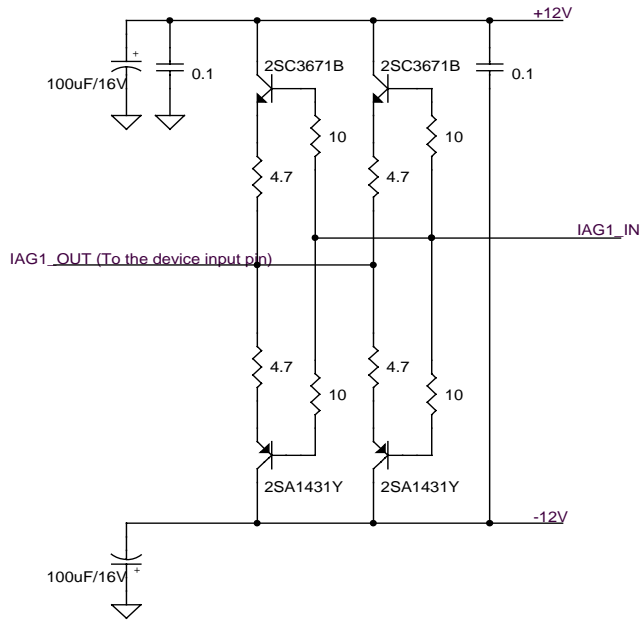 +12V
+
100uF/16V
0.1
2SC3671B
2SC3671B
0.1
10
10
4.7
4.7
IAG1_IN
IAG1_OUT (To the device input pin)
4.7
4.7
10
10
2SA1431Y
2SA1431Y
-12V
100uF/16V
+